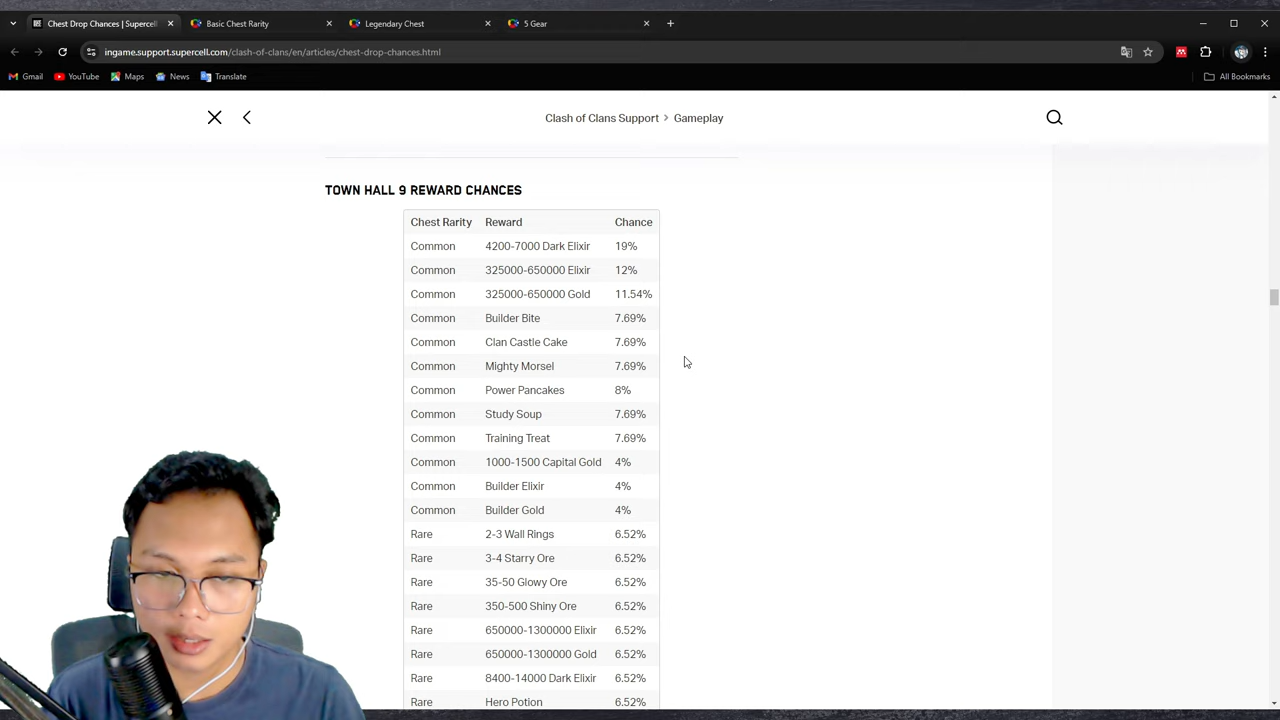 Chest Drop Chances | Supercell
Basic Chest Rarity
Legendary Chest
5 Gear
ingame.support.supercell.com/clash-of-clans/en/articles/chest-drop-chances.html
Gmail YouTube Maps News Translate All Bookmarks
Clash of Clans Support > Gameplay
TOWN HALL 9 REWARD CHANCES
Chest Rarity Reward Chance
Common 4200-7000 Dark Elixir 19%
Common 325000-650000 Elixir 12%
Common 325000-650000 Gold 11.54%
Common Builder Bite 7.69%
Common Clan Castle Cake 7.69%
Common Mighty Morsel 7.69%
Common Power Pancakes 8%
Common Study Soup 7.69%
Common Training Treat 7.69%
Common 1000-1500 Capital Gold 4%
Common Builder Elixir 4%
Common Builder Gold 4%
Rare 2-3 Wall Rings 6.52%
Rare 3-4 Starry Ore 6.52%
Rare 35-50 Glowy Ore 6.52%
Rare 350-500 Shiny Ore 6.52%
Rare 650000-1300000 Elixir 6.52%
Rare 650000-1300000 Gold 6.52%
Rare 8400-14000 Dark Elixir 6.52%
Rare Hero Potion 6.52%